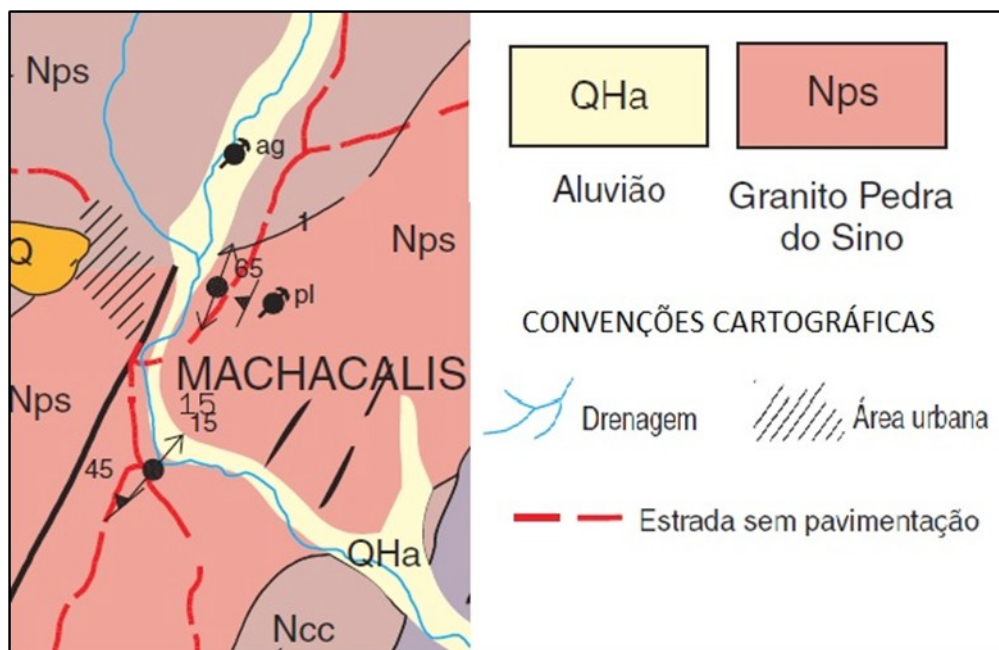 Nps
ag
1
Nps
Q
65
pl
MACHACALIS
Nps
15
15
45
QHa
Ncc
QHa
Nps
Aluvião
Granito Pedra
do Sino
CONVENÇÕES CARTOGRÁFICAS
Drenagem
Área urbana
Estrada sem pavimentação